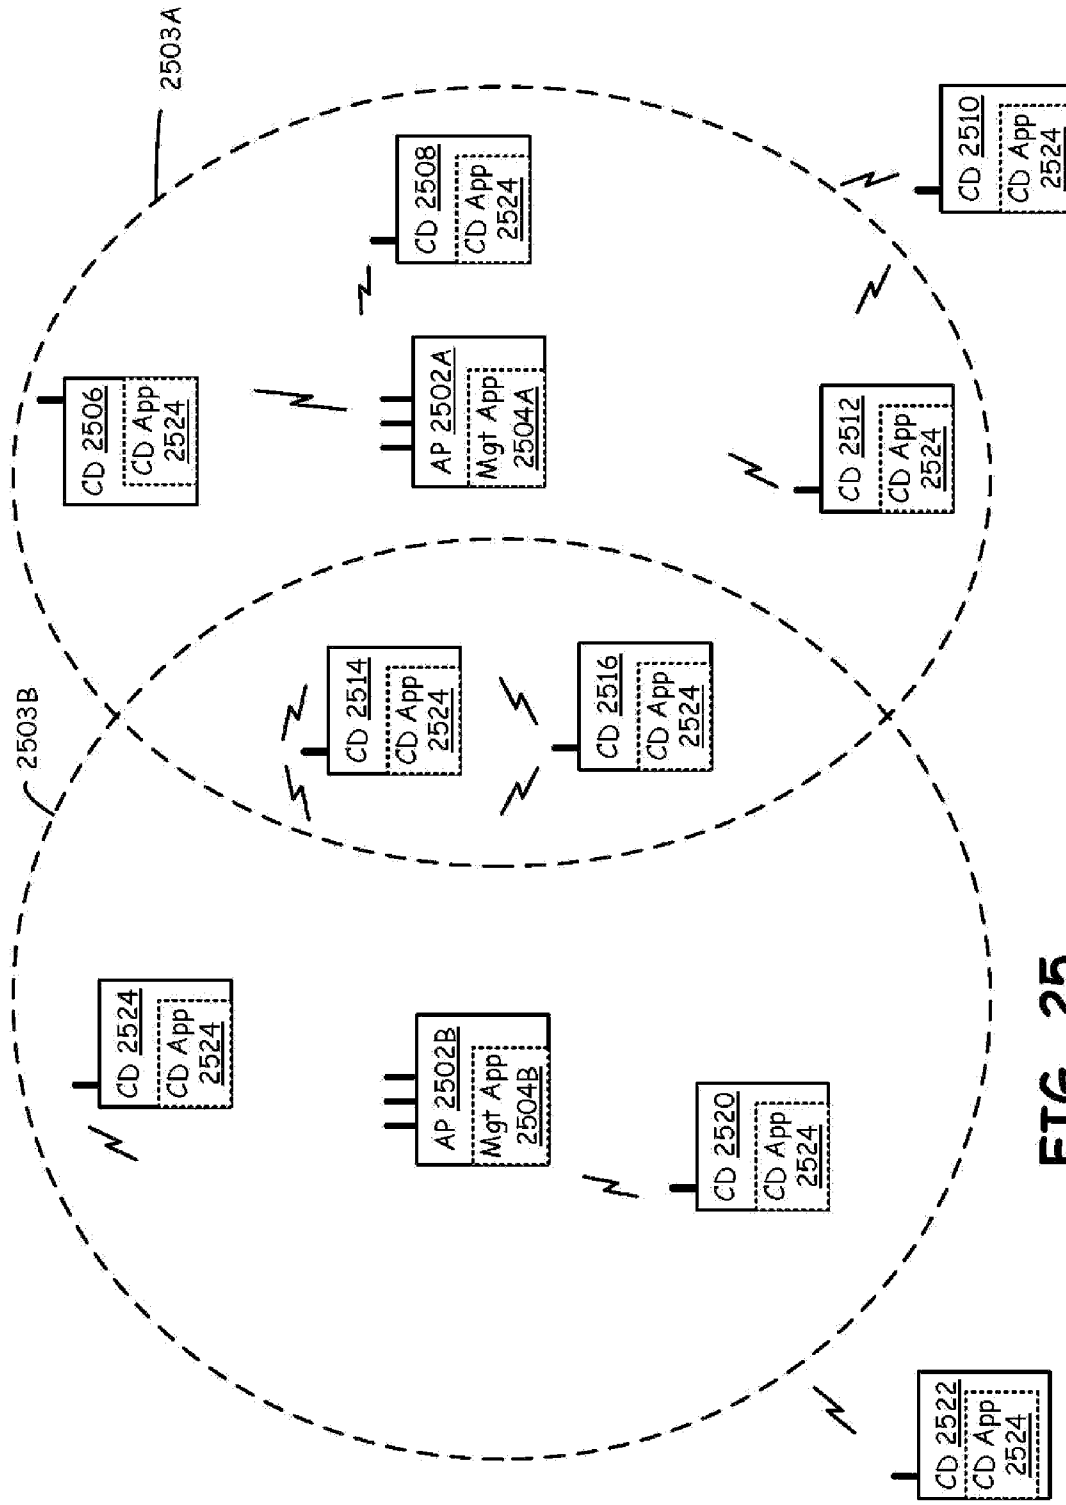 2503B
2503A
CD 2524
CD App
2524
CD 2514
CD App
2524
CD 2506
CD App
2524
AP 2502B
Mgt App
2504B
AP 2502A
Mgt App
2504A
CD 2508
CD App
2524
CD 2520
CD App
2524
CD 2516
CD App
2524
CD 2512
CD App
2524
CD 2522
CD App
2524
CD 2510
CD App
2524
FIG. 25